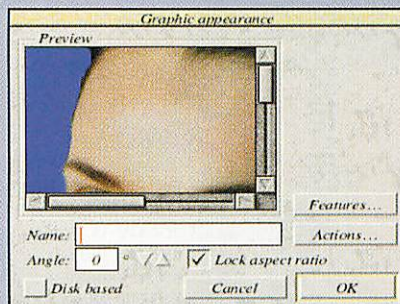 Graphic appearance
Preview
Features...
Name:
Actions...
Angle: 0 °
Lock aspect ratio
Disk based
Cancel
OK